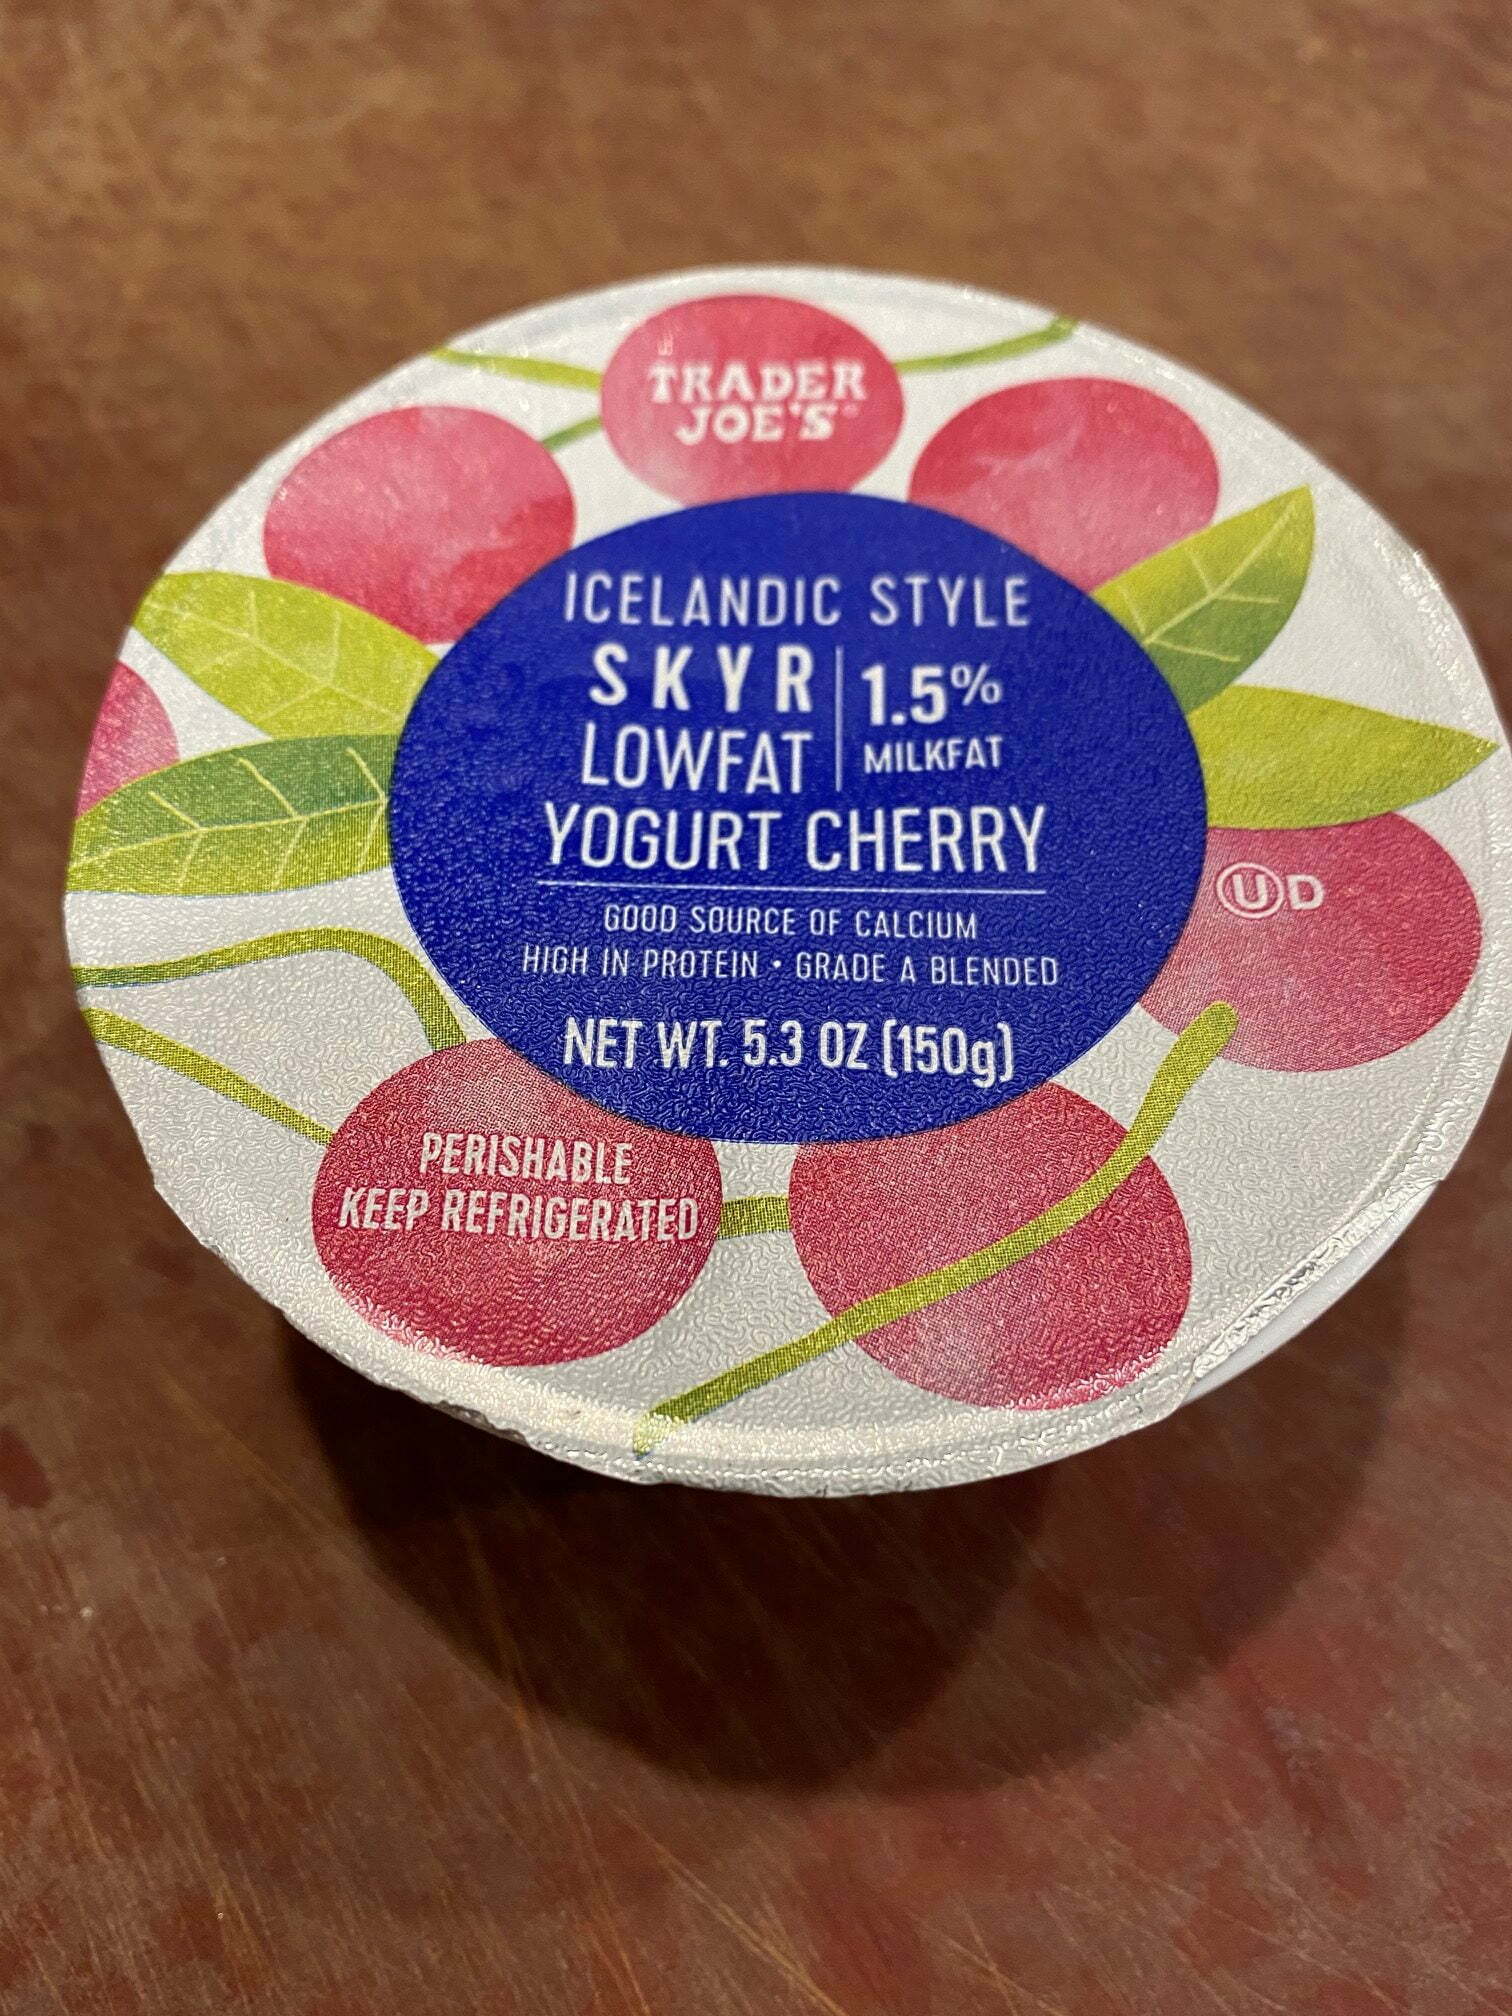 TRADER
JOE'S®
ICELANDIC STYLE
SKYR
LOWFAT
1.5%
MILKFAT
YOGURT CHERRY
GOOD SOURCE OF CALCIUM
HIGH IN PROTEIN • GRADE A BLENDED
NET WT. 5.3 OZ (150g)
ⓊD
PERISHABLE
KEEP REFRIGERATED